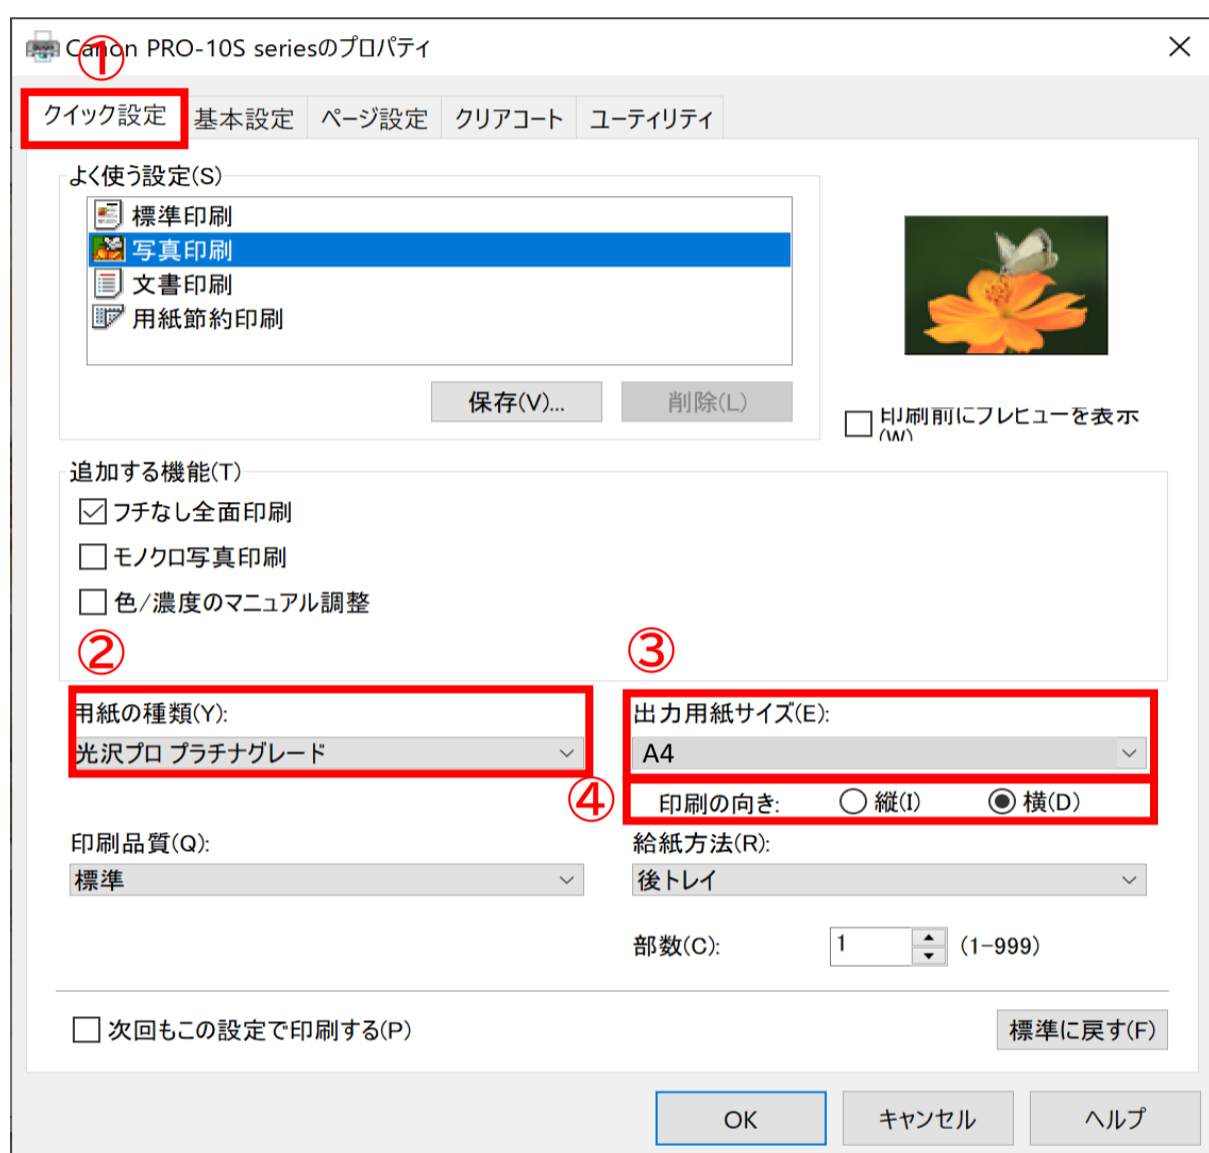 Canon PRO-10S seriesのプロパティ
①
クイック設定 基本設定 ページ設定 クリアコート ユーティリティ
よく使う設定(S)
標準印刷
写真印刷
文書印刷
用紙節約印刷
保存(V)... 削除(L)
印刷前にプレビューを表示
(W)
追加する機能(T)
フチなし全面印刷
モノクロ写真印刷
色/濃度のマニュアル調整
② ③
用紙の種類(Y): 出力用紙サイズ(E):
光沢プロ プラチナグレード A4
④ 印刷の向き: 縦(I) 横(D)
印刷品質(Q): 給紙方法(R):
標準 後トレイ
部数(C): 1 (1-999)
次回もこの設定で印刷する(P) 標準に戻す(F)
OK キャンセル ヘルプ